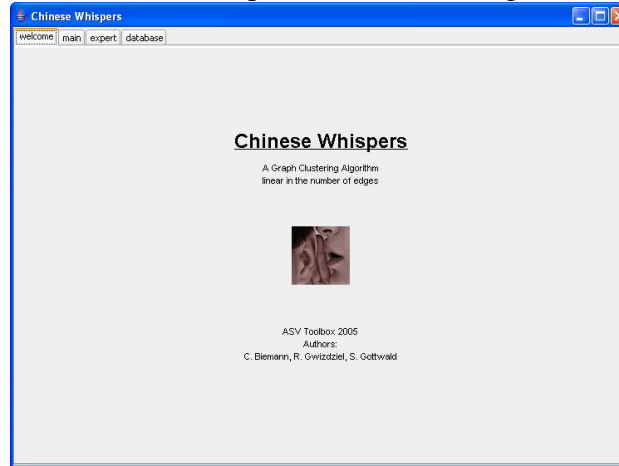 Chinese Whispers
welcome main expert database
Chinese Whispers
A Graph Clustering Algorithm
linear in the number of edges
ASV Toolbox 2005
Authors:
C. Biemann, R. Gwizdziel, S. Gottwald